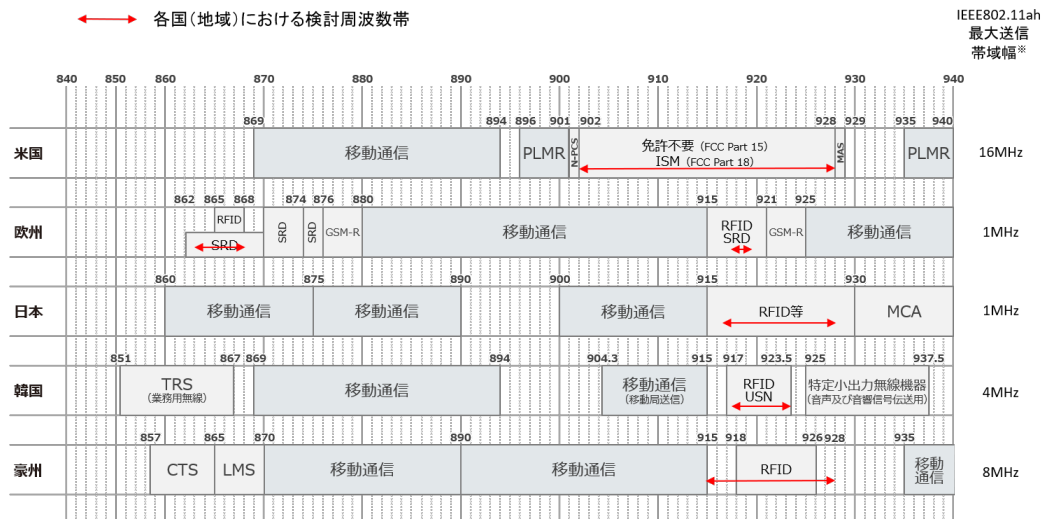 各国(地域)における検討周波数帯
IEEE802.11ah
最大送信
帯域幅※
840 850 860 870 880 890 900 910 920 930 940
869 894 896 901 902 928 929 935 940
米国
移動通信
PLMR
N-PCS
免許不要 (FCC Part 15)
ISM (FCC Part 18)
MAS
PLMR
16MHz
862 865 868 874 876 880 915 921 925
欧州
RFID
SRD
SRD
SRD
GSM-R
移動通信
RFID
SRD
GSM-R
移動通信
1MHz
860 875 890 900 915 930
日本
移動通信
移動通信
移動通信
RFID等
MCA
1MHz
851 867 869 894 904.3 915 917 923.5 925 937.5
韓国
TRS
(業務用無線)
移動通信
移動通信
(移動局送信)
RFID
USN
特定小出力無線機器
(音声及び音響信号伝送用)
4MHz
857 865 870 890 915 918 926 928 935
豪州
CTS
LMS
移動通信
移動通信
RFID
移動
通信
8MHz